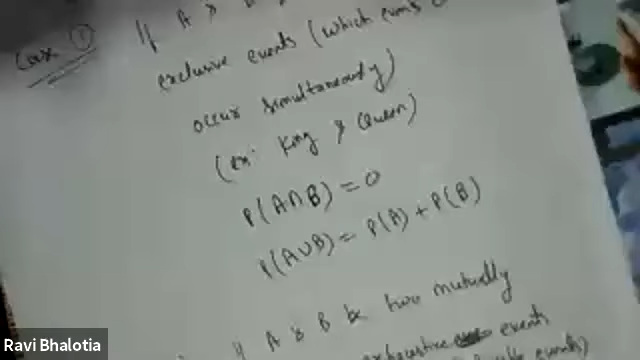 Case ① If A & B
exclusive events (which
occur simultaneously)
(ex: King & Queen)
P(A∩B) = 0
P(A∪B) = P(A) + P(B)
If A & B be two mutually
exhaustive events
events)
Ravi Bhalotia